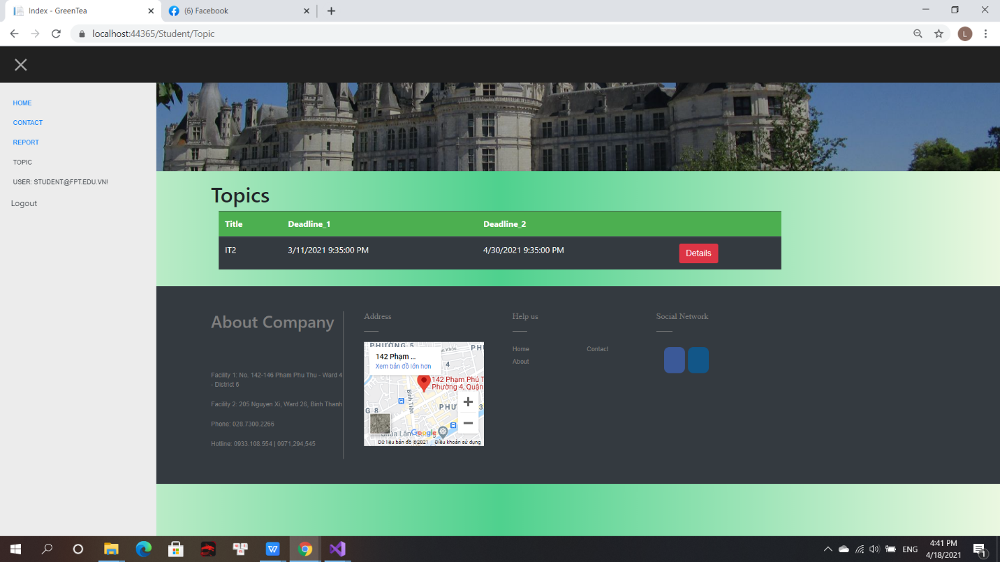 Index - GreenTea
(6) Facebook
localhost:44365/Student/Topic
L
HOME
CONTACT
REPORT
TOPIC
USER: STUDENT@FPT.EDU.VN!
Logout
Topics
Title Deadline_1 Deadline_2
IT2 3/11/2021 9:35:00 PM 4/30/2021 9:35:00 PM Details
About Company
Facility 1: No. 142-146 Pham Phu Thu - Ward 4
- District 6
Facility 2: 205 Nguyen Xi, Ward 26, Binh Thanh
Phone: 028.7300.2266
Hotline: 0933.108.554 | 0971.294.545
Address
PHƯỜNG 5
142 Phạm ...
Xem bản đồ lớn hơn
4
142 Phạm Phú T
Phường 4, Quận
Bình Tiên
G 8
Google
Dữ liệu bản đồ ©2021 Điều khoản sử dụng
Help us
Home Contact
About
Social Network
ENG
4:41 PM
4/18/2021
1